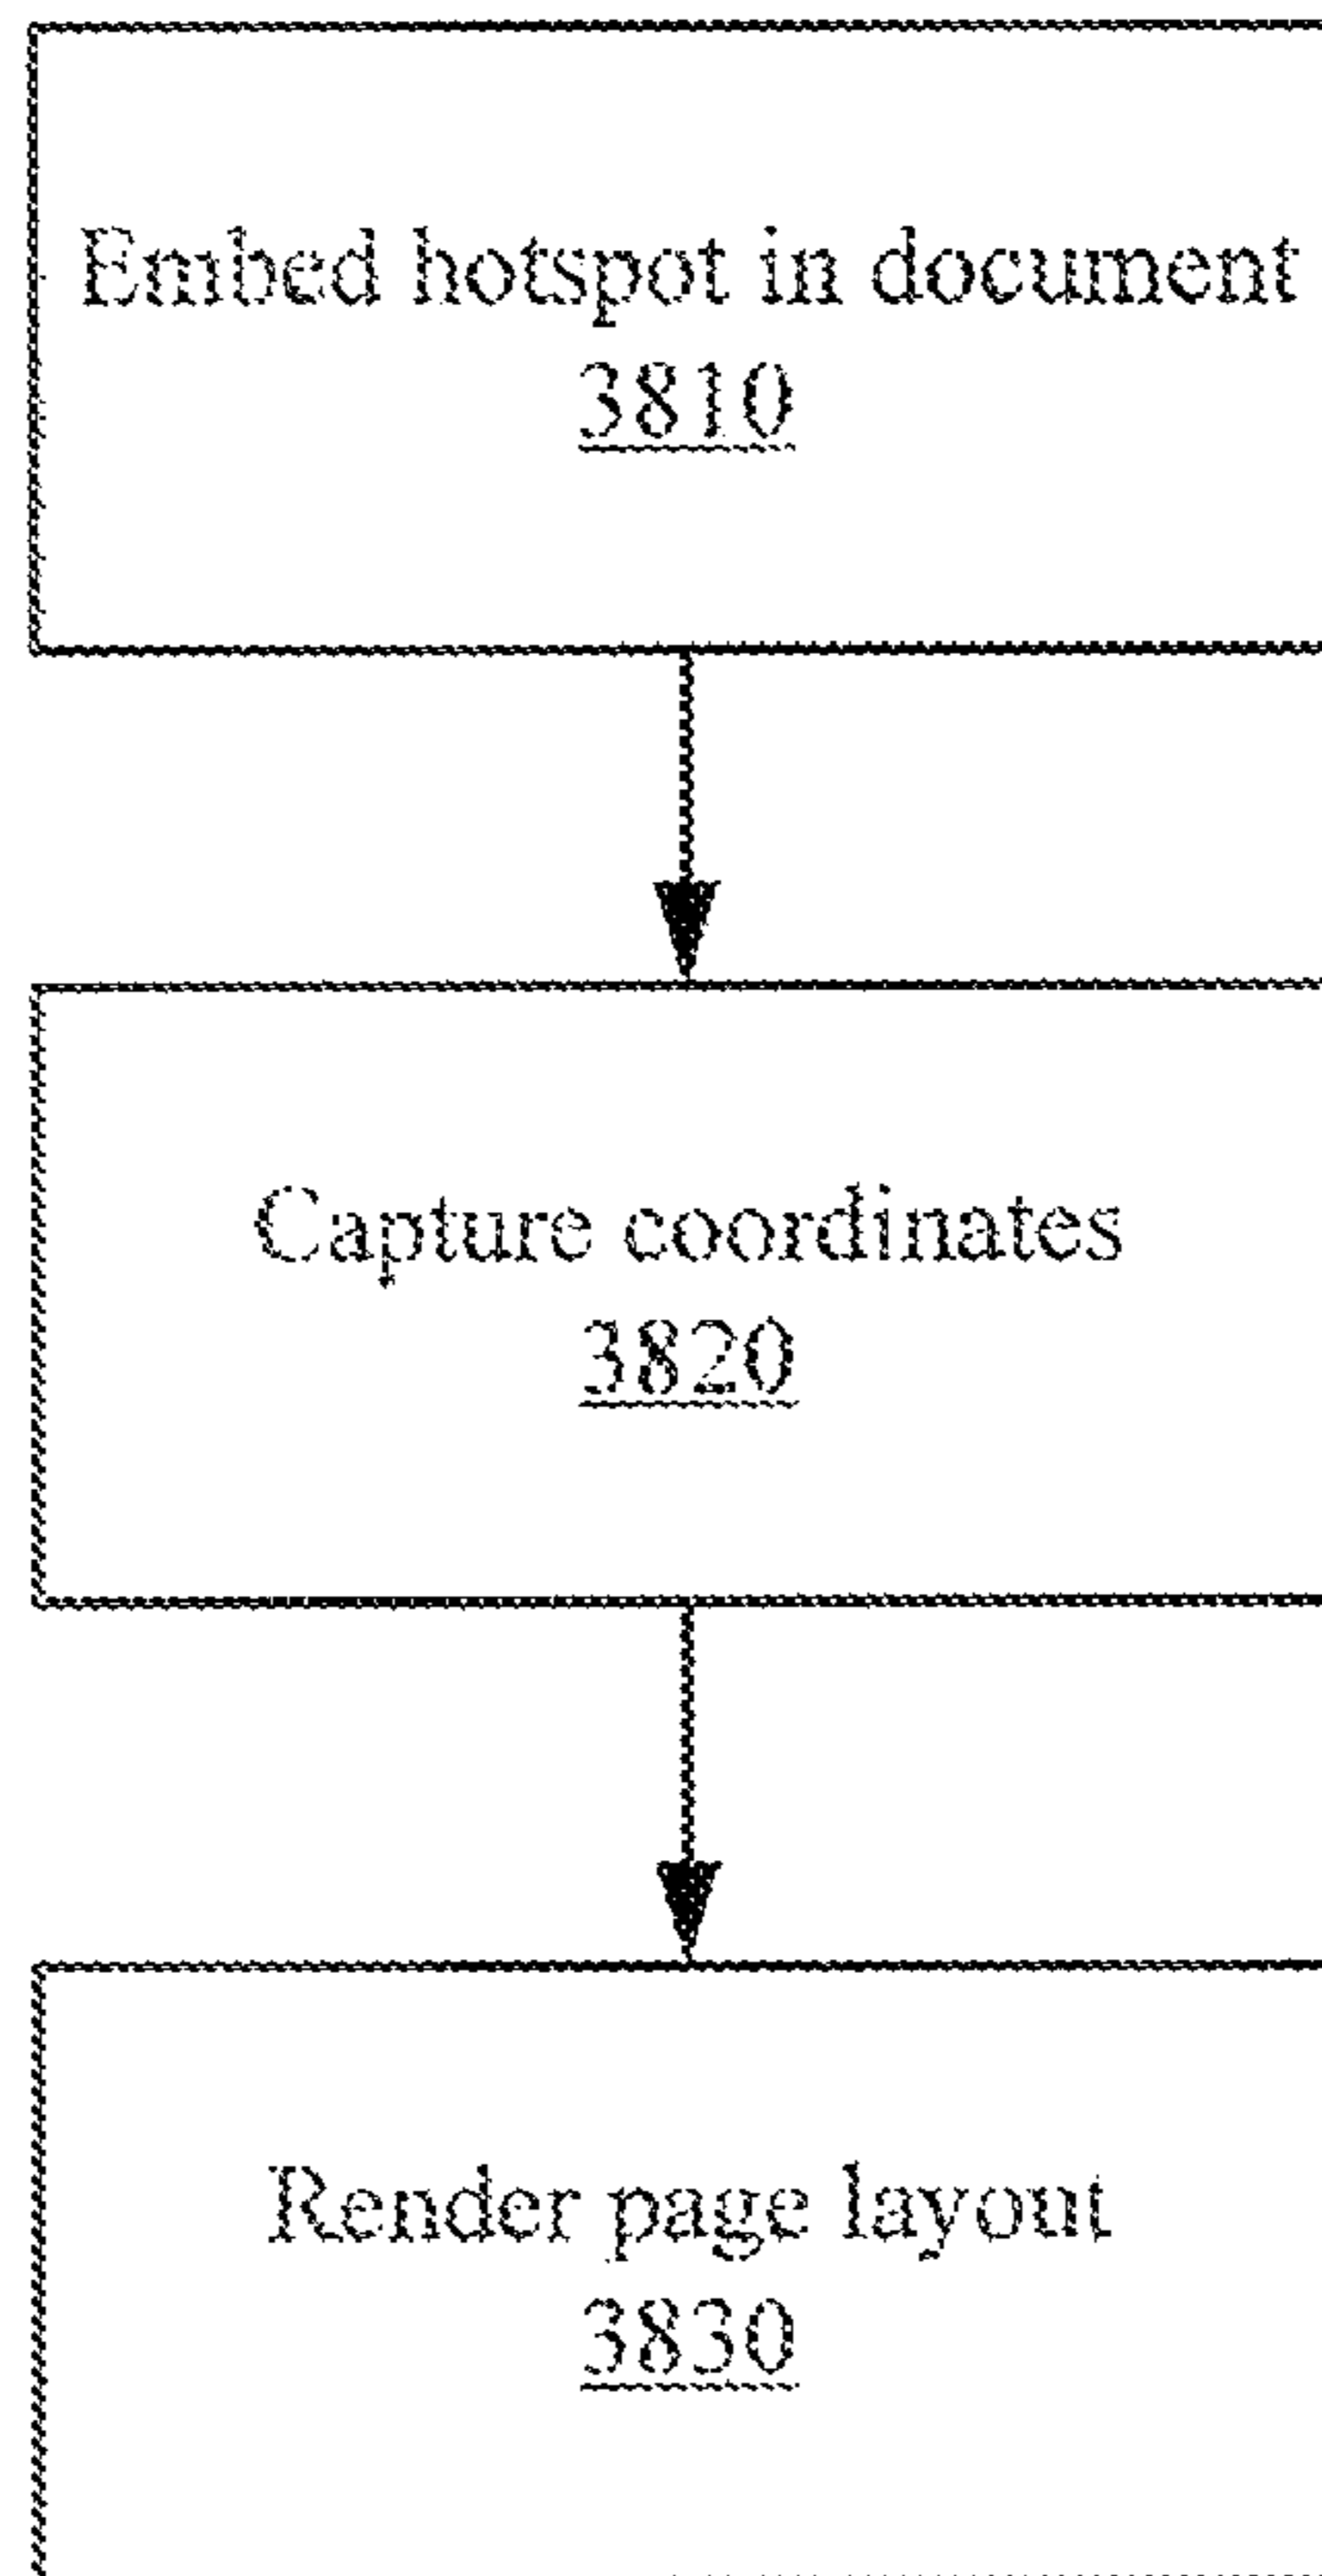 Embed hotspot in document
3810
Capture coordinates
3820
Render page layout
3830